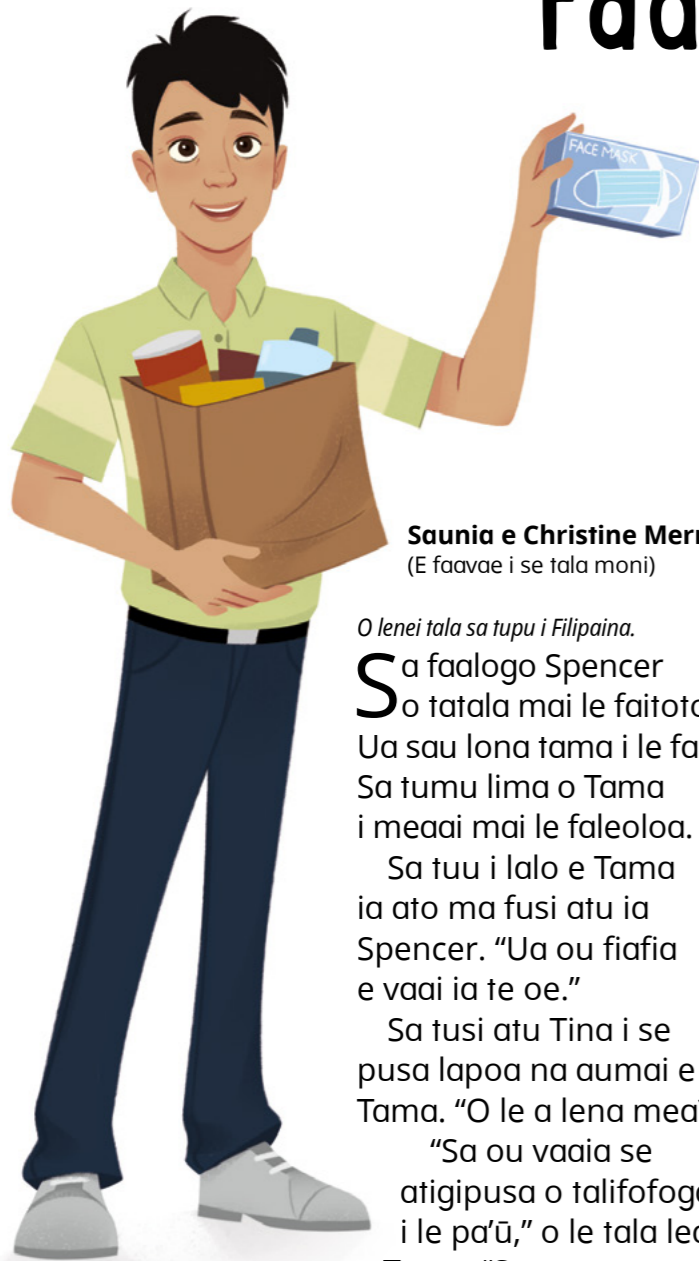 Faa
FACE MASK
Saunia e Christine Merr
(E faavae i se tala moni)
O lenei tala sa tupu i Filipaina.
Sa faalogo Spencer
o tatala mai le faitoto
Ua sau lona tama i le fa
Sa tumu lima o Tama
i meaai mai le faleoloa.
Sa tuu i lalo e Tama
ia ato ma fusi atu ia
Spencer. “Ua ou fiafia
e vaai ia te oe.”
Sa tusi atu Tina i se
pusa lapoa na aumai e
Tama. “O le a lena mea
“Sa ou vaaia se
atigipusa o talifofog
i le pa’ū,” o le tala le